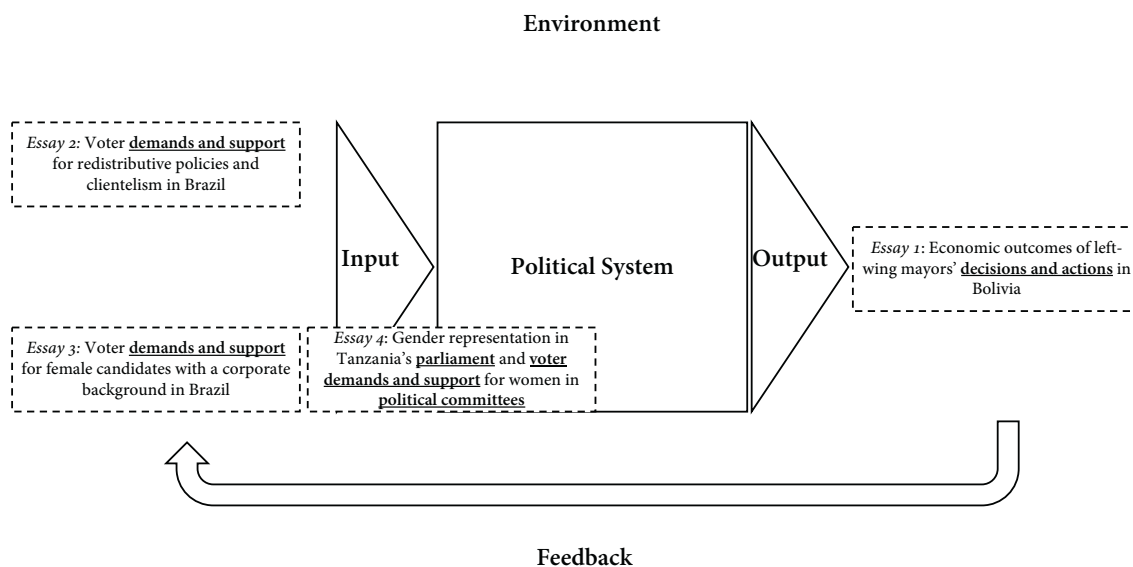 Environment
Essay 2: Voter demands and support
for redistributive policies and
clientelism in Brazil
Input
Political System
Output
Essay 1: Economic outcomes of left-
wing mayors’ decisions and actions in
Bolivia
Essay 3: Voter demands and support
for female candidates with a corporate
background in Brazil
Essay 4: Gender representation in
Tanzania’s parliament and voter
demands and support for women in
political committees
Feedback